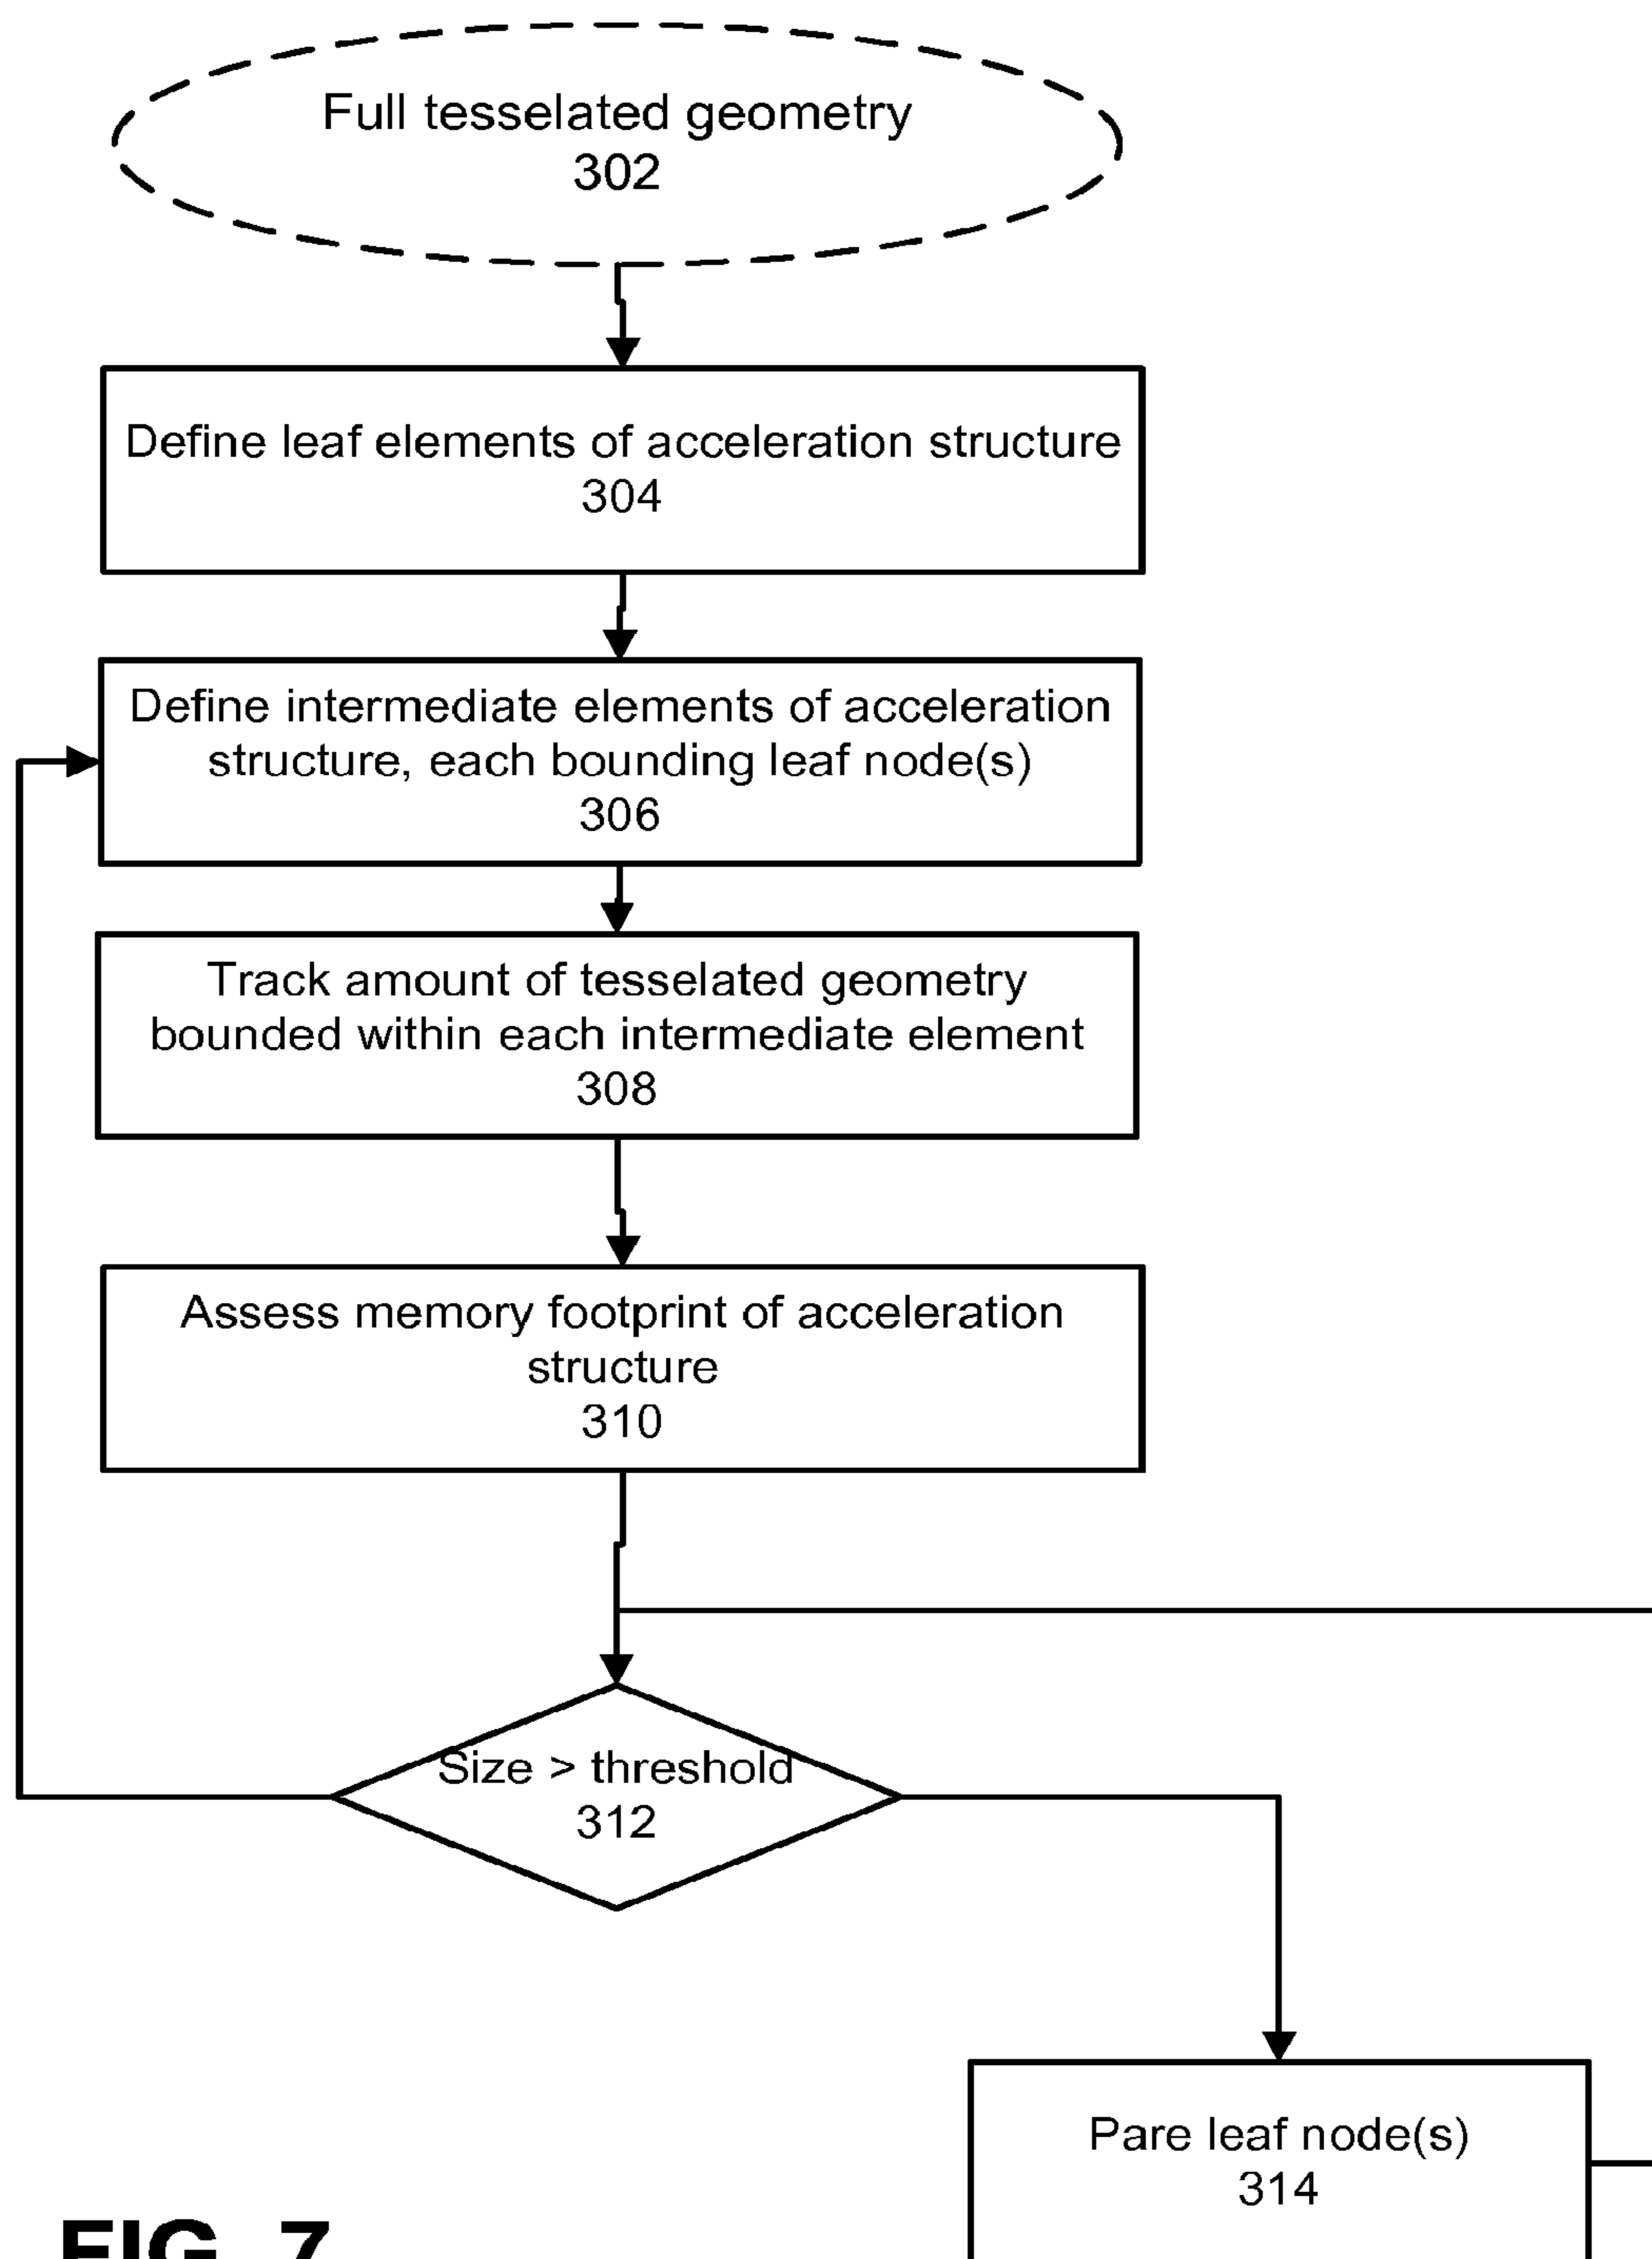 Full tesselated geometry
302
Define leaf elements of acceleration structure
304
Define intermediate elements of acceleration
structure, each bounding leaf node(s)
306
Track amount of tesselated geometry
bounded within each intermediate element
308
Assess memory footprint of acceleration
structure
310
Size > threshold
312
Pare leaf node(s)
314
FIG. 7